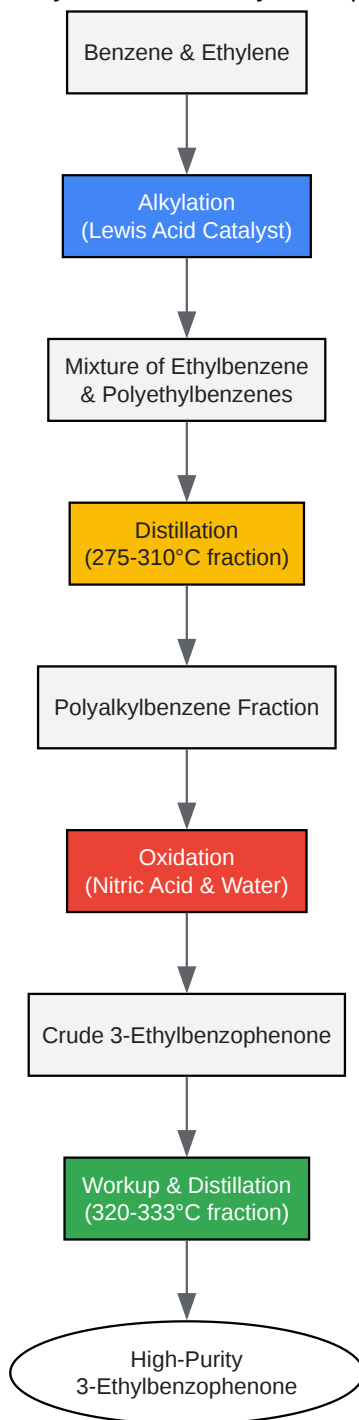 Benzene & Ethylene
Alkylation
(Lewis Acid Catalyst)
Mixture of Ethylbenzene
& Polyethylbenzenes
Distillation
(275-310°C fraction)
Polyalkylbenzene Fraction
Oxidation
(Nitric Acid & Water)
Crude 3-Ethylbenzophenone
Workup & Distillation
(320-333°C fraction)
High-Purity
3-Ethylbenzophenone